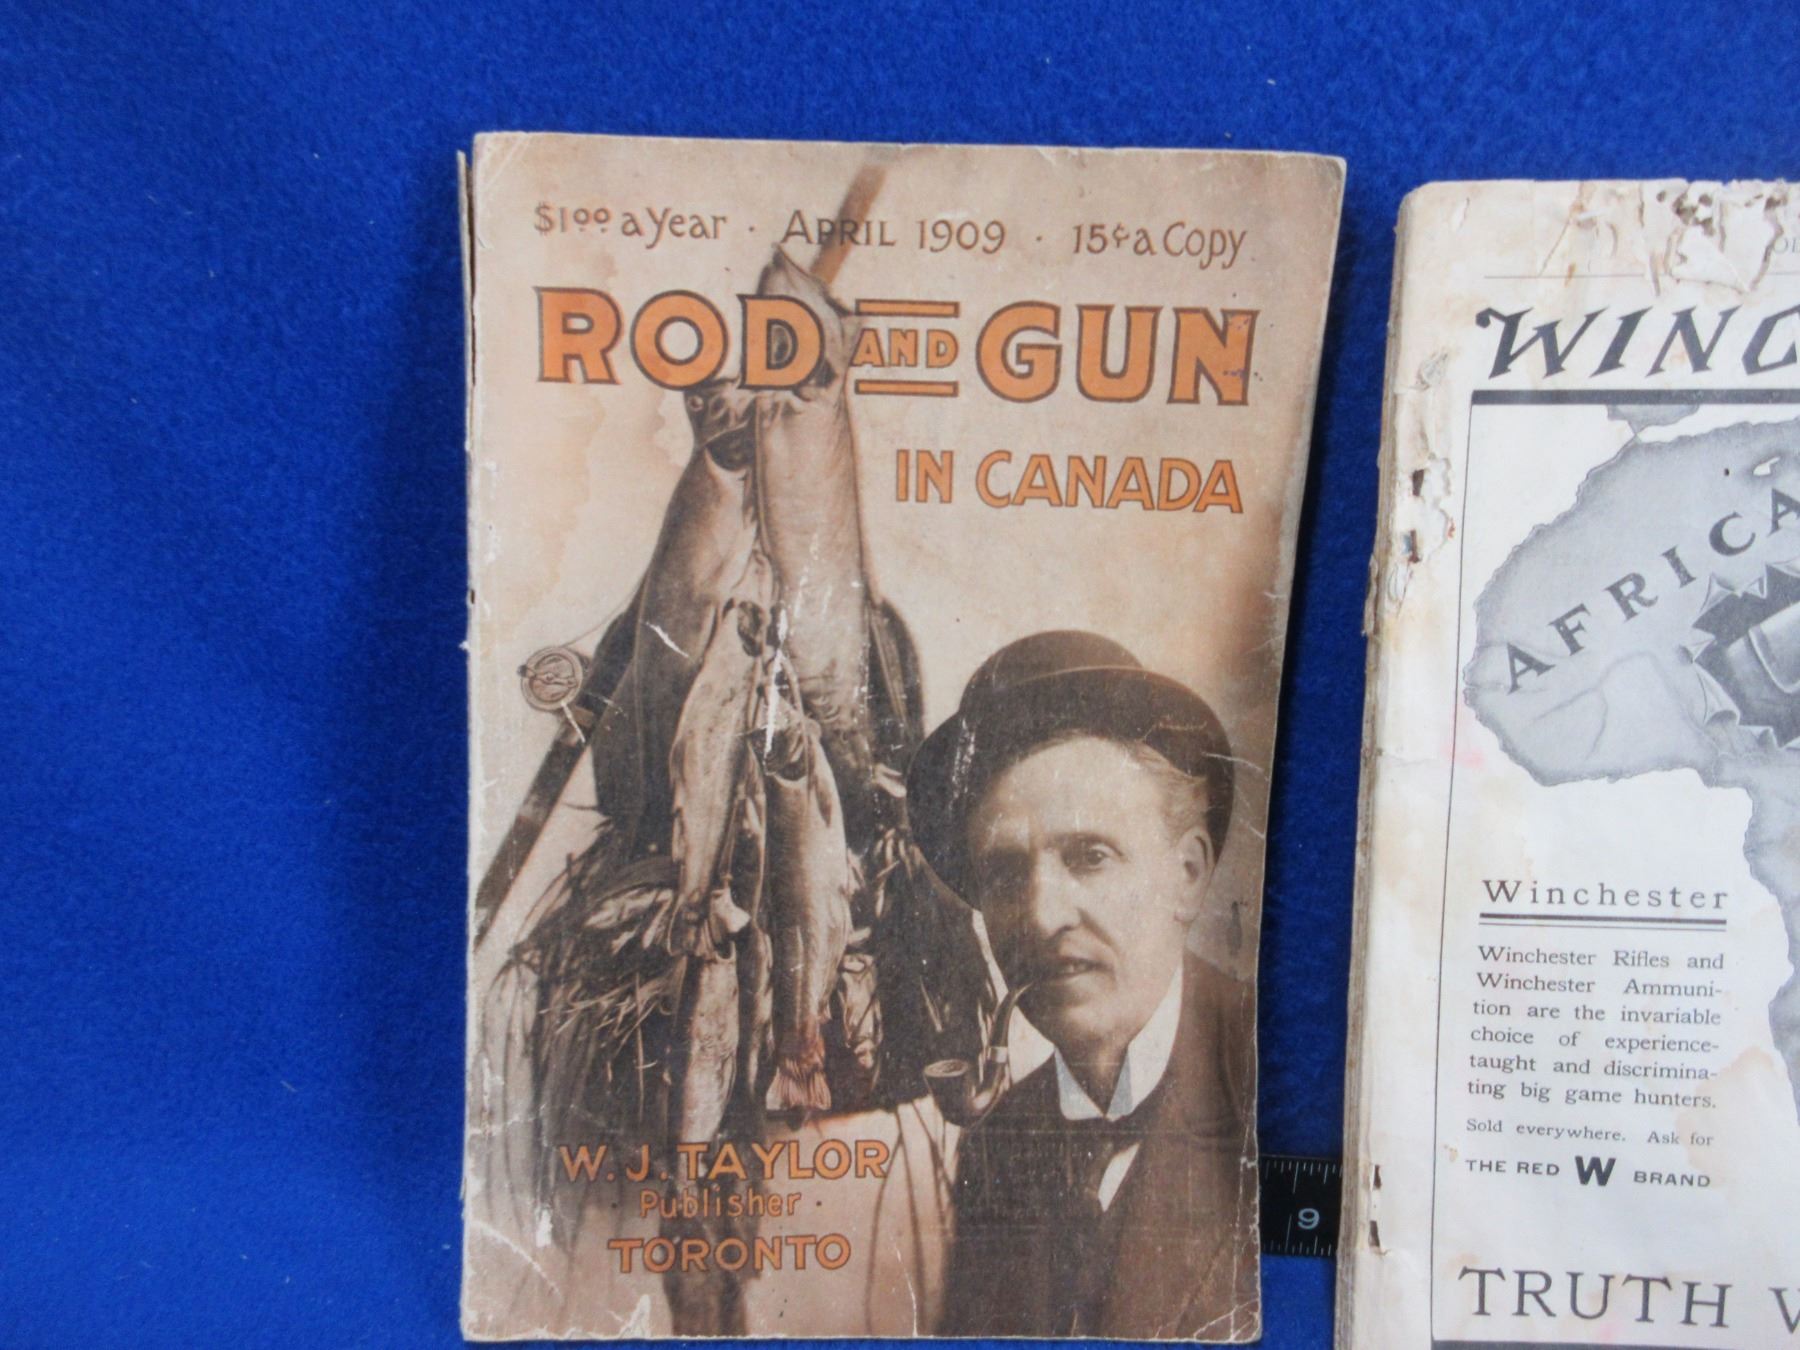 $1.00 a Year · April 1909 · 15¢ a Copy
ROD AND GUN
IN CANADA
W. J. TAYLOR
Publisher
TORONTO
9
AFRICA
Winchester
Winchester Rifles and
Winchester Ammuni-
tion are the invariable
choice of experience-
taught and discrimina-
ting big game hunters.
Sold everywhere. Ask for
THE RED W BRAND
TRUTH